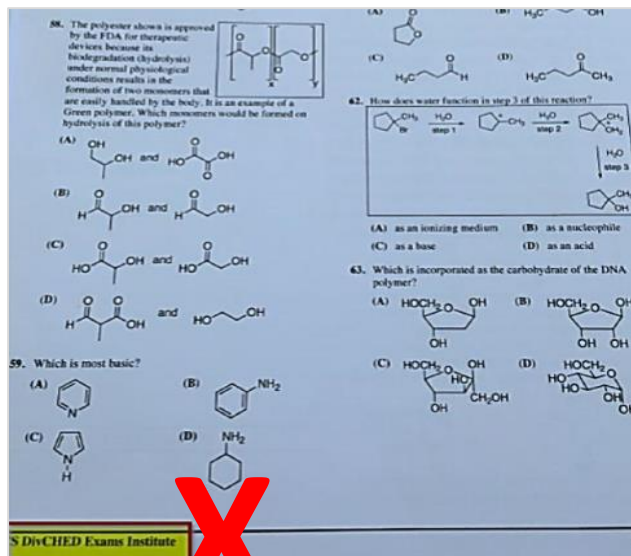 58. The polyester shown is approved
by the FDA for therapeutic
devices because its
biodegradation (hydrolysis)
under normal physiological
conditions results in the
formation of two monomers that
are easily handled by the body. It is an example of a
Green polymer. Which monomers would be formed on
hydrolysis of this polymer?
O
O
O
O
x
y
(A) OH
OH and HO O OH
O
(B) O O
H OH and H OH
(C) O O
HO OH and HO OH
(D) O O
H OH and HO OH
59. Which is most basic?
(A) N
(B) NH2
(C) N
H
(D) NH2
X
S DivCHED Exams Institute
(A) O
O
(B) H3C OH
(C) O
H3C H
(D) O
H3C CH3
62. How does water function in step 3 of this reaction?
CH3 H2O CH3 H2O CH3
Br step 1 + step 2
H2O
step 3
CH3
OH
(A) as an ionizing medium (B) as a nucleophile
(C) as a base (D) as an acid
63. Which is incorporated as the carbohydrate of the DNA
polymer?
(A) HOCH2 O OH
OH
(B) HOCH2 O OH
OH OH
(C) HOCH2 O OH
HO
CH2OH
OH
(D) HOCH2
HO O
HO
OH